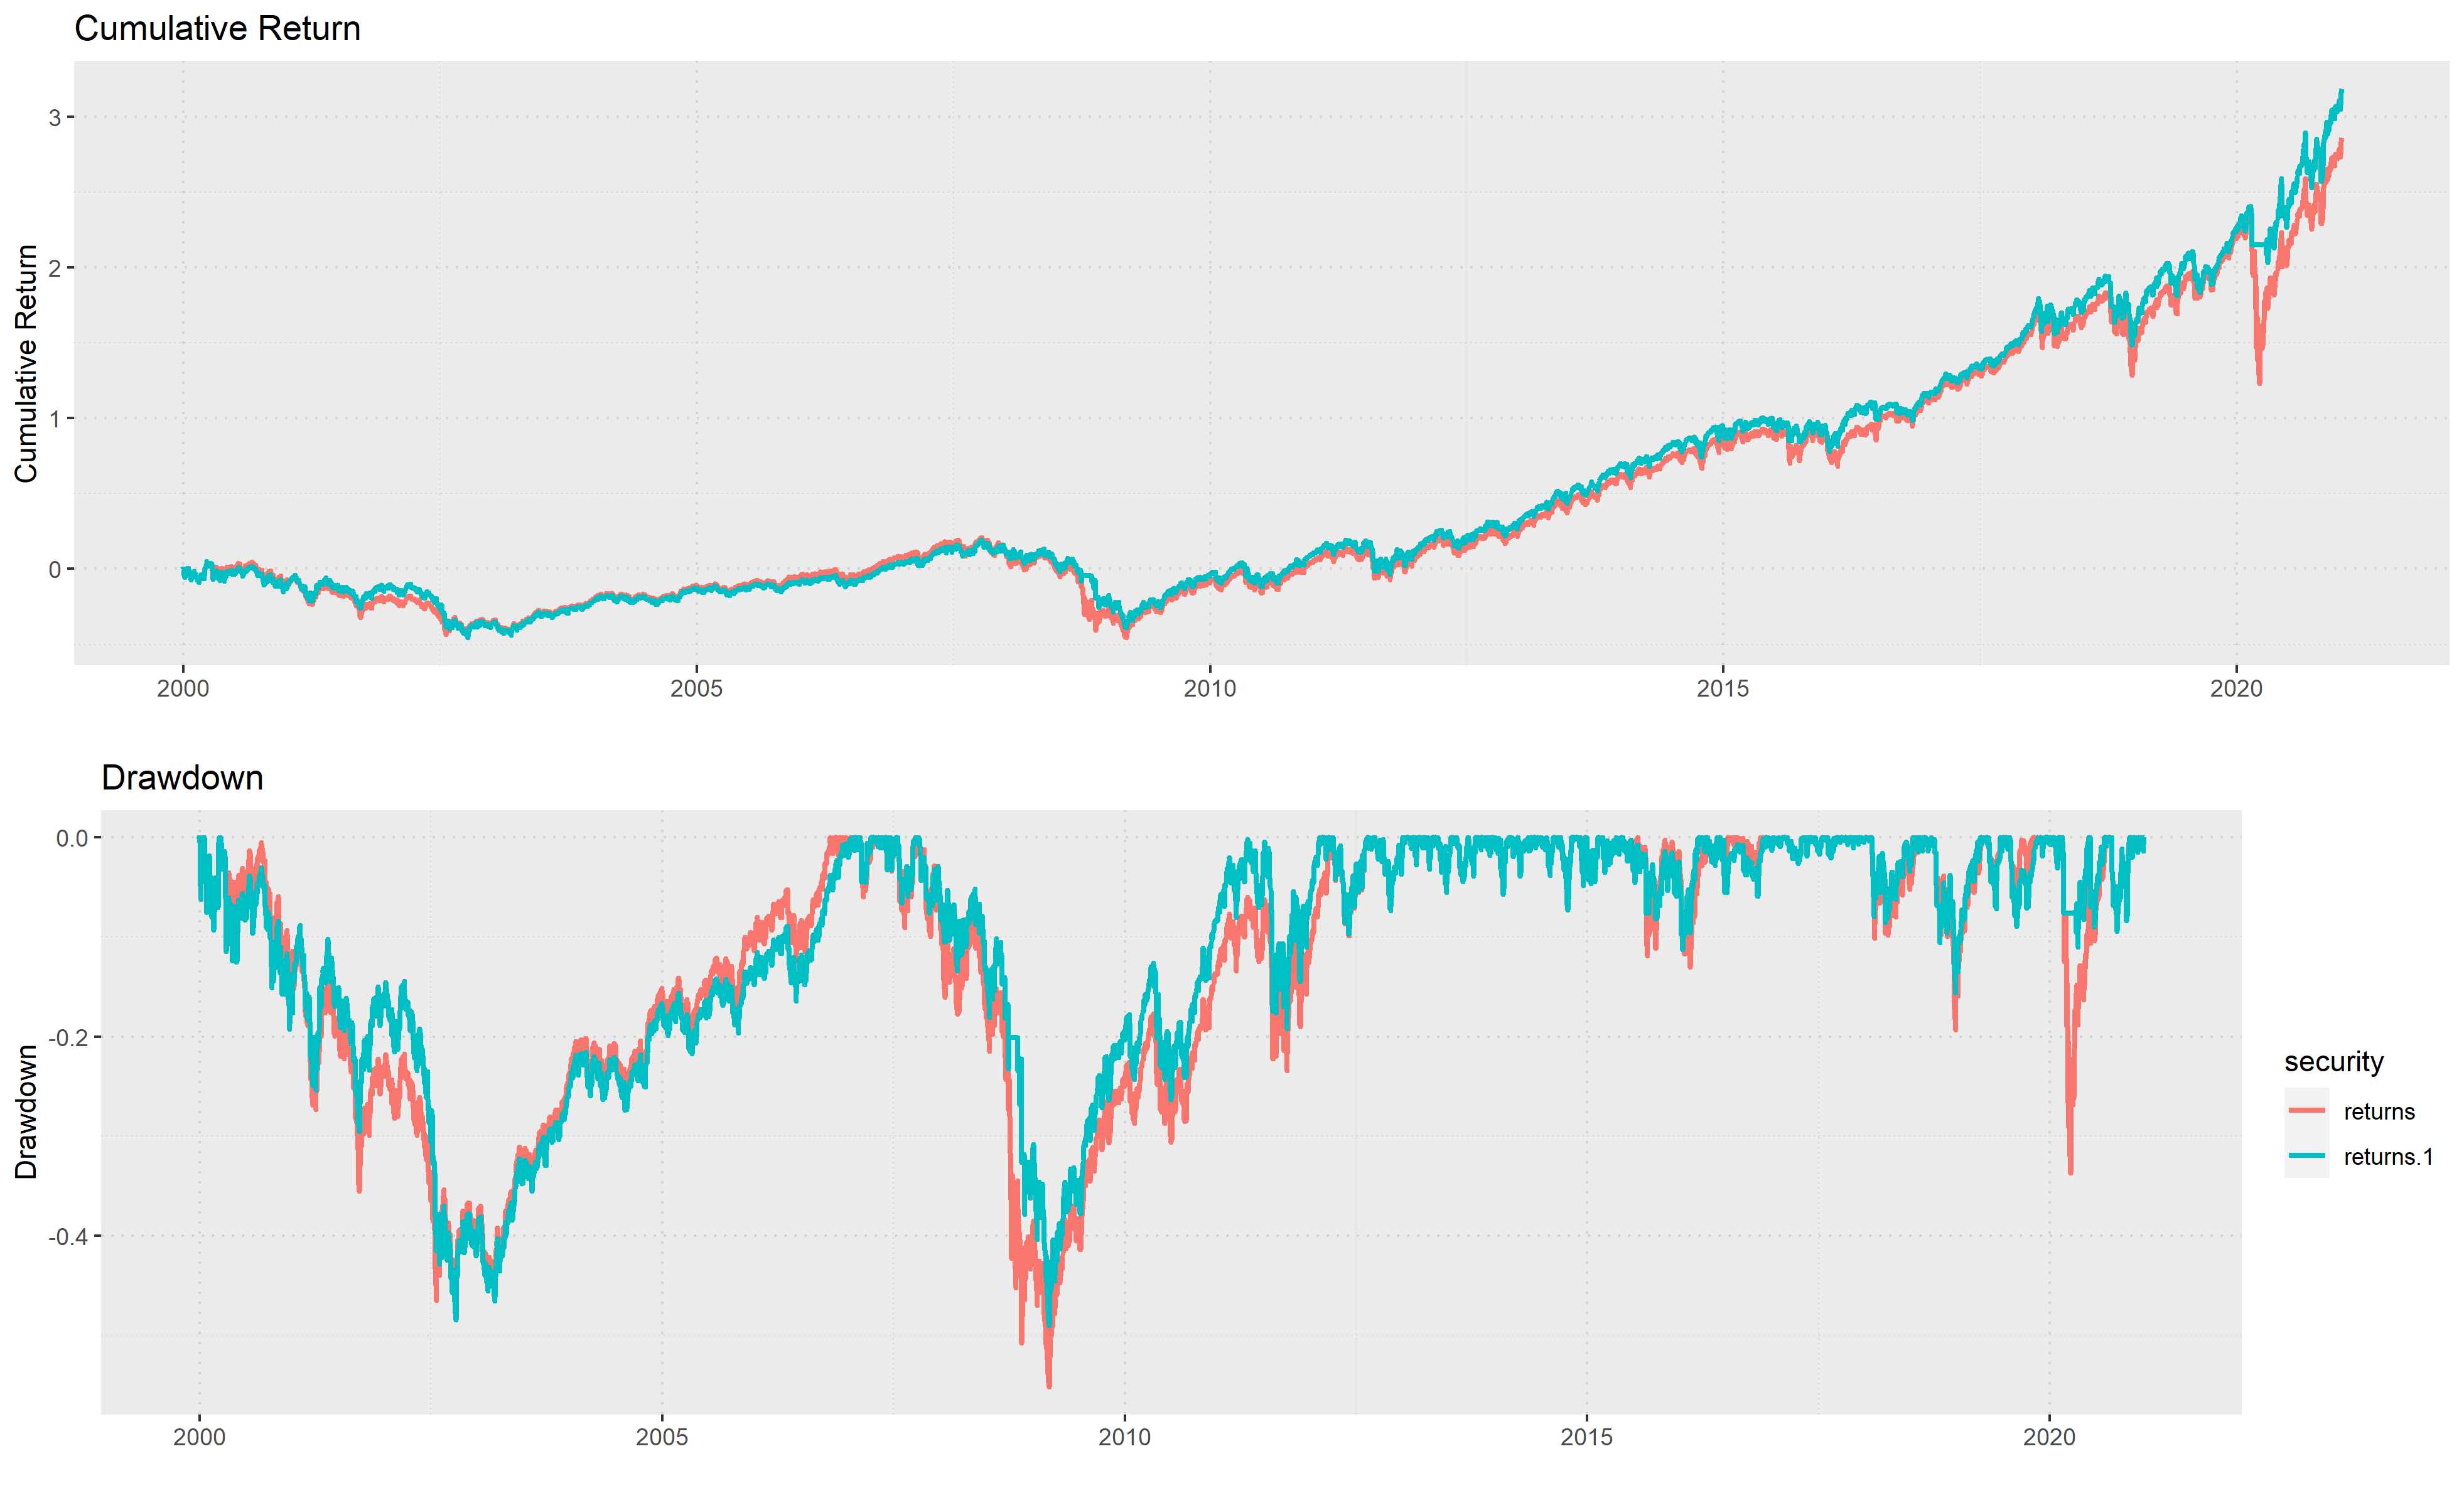 Cumulative Return
Cumulative Return
3
2
1
0
2000 2005 2010 2015 2020
Drawdown
Drawdown
0.0
-0.2
-0.4
2000 2005 2010 2015 2020
security
returns
returns.1